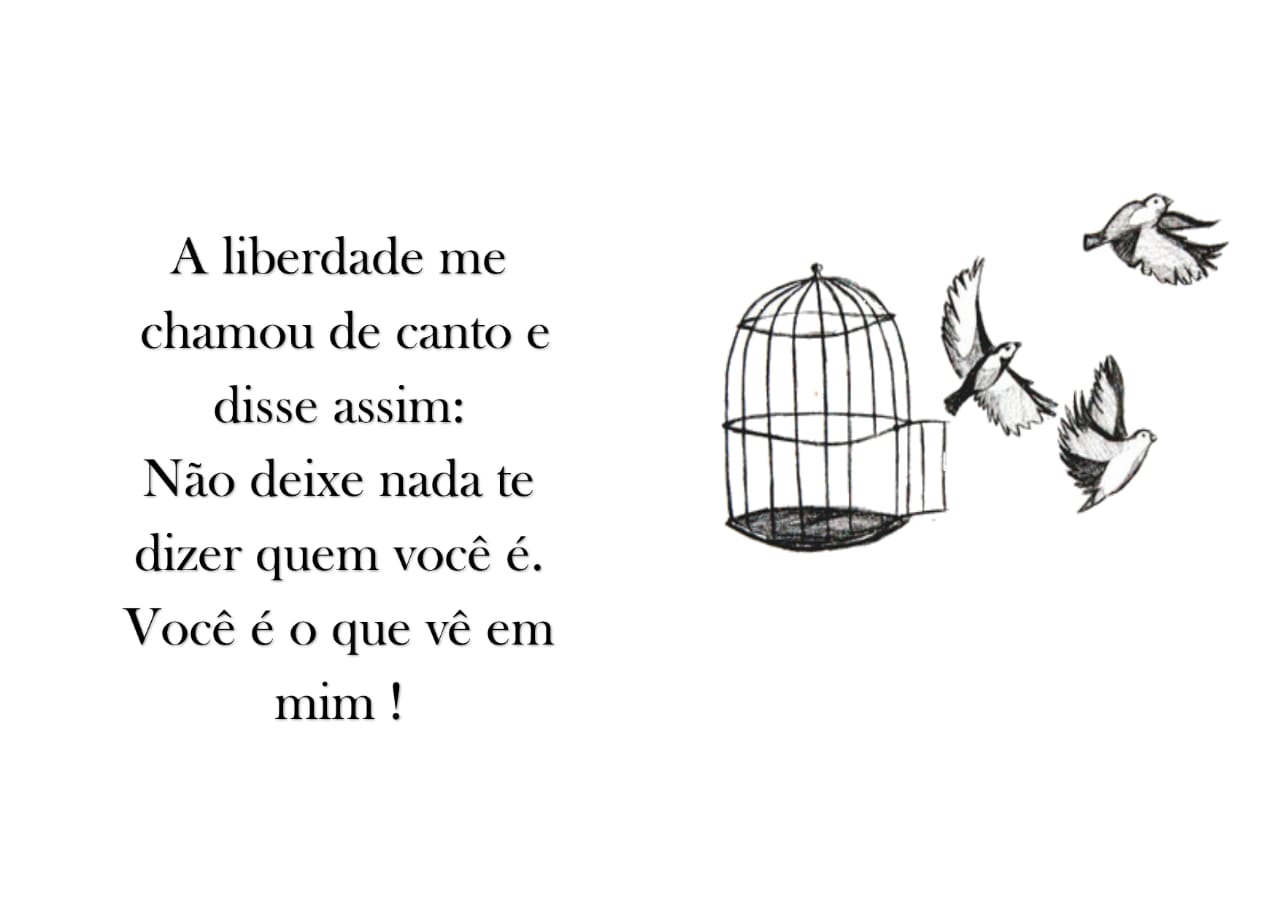 A liberdade me
chamou de canto e
disse assim:
Não deixe nada te
dizer quem você é.
Você é o que vê em
mim !